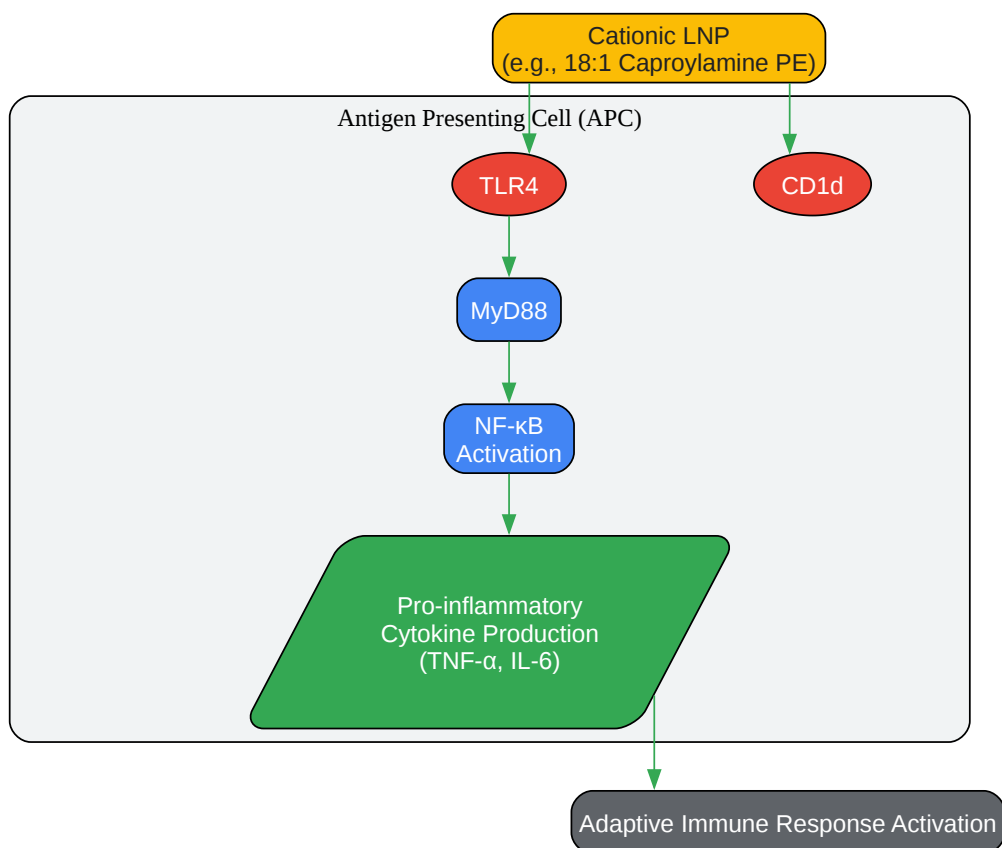 Cationic LNP
(e.g., 18:1 Caproylamine PE)
Antigen Presenting Cell (APC)
TLR4
CD1d
MyD88
NF-κB
Activation
Pro-inflammatory
Cytokine Production
(TNF-α, IL-6)
Adaptive Immune Response Activation